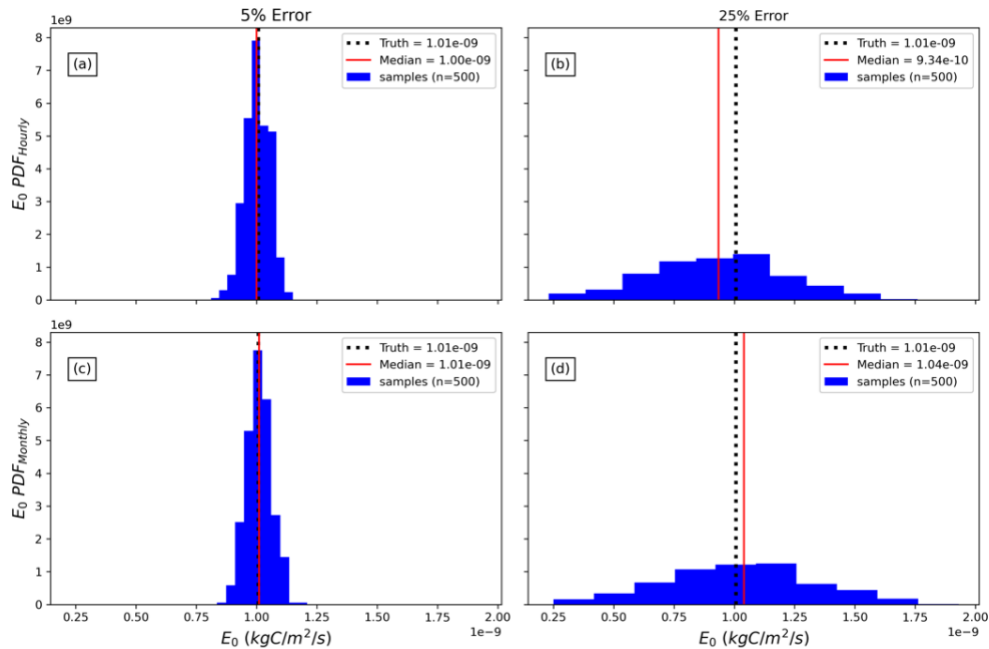 5% Error
25% Error
1e9
(a)
Truth = 1.01e-09
Median = 1.00e-09
samples (n=500)
(b)
Truth = 1.01e-09
Median = 9.34e-10
samples (n=500)
8
7
6
5
4
3
2
1
0
E₀ PDF_Hourly
1e9
(c)
Truth = 1.01e-09
Median = 1.01e-09
samples (n=500)
(d)
Truth = 1.01e-09
Median = 1.04e-09
samples (n=500)
8
7
6
5
4
3
2
1
0
E₀ PDF_Monthly
0.25 0.50 0.75 1.00 1.25 1.50 1.75 2.00
1e-9
E₀ (kgC/m²/s)
0.25 0.50 0.75 1.00 1.25 1.50 1.75 2.00
1e-9
E₀ (kgC/m²/s)